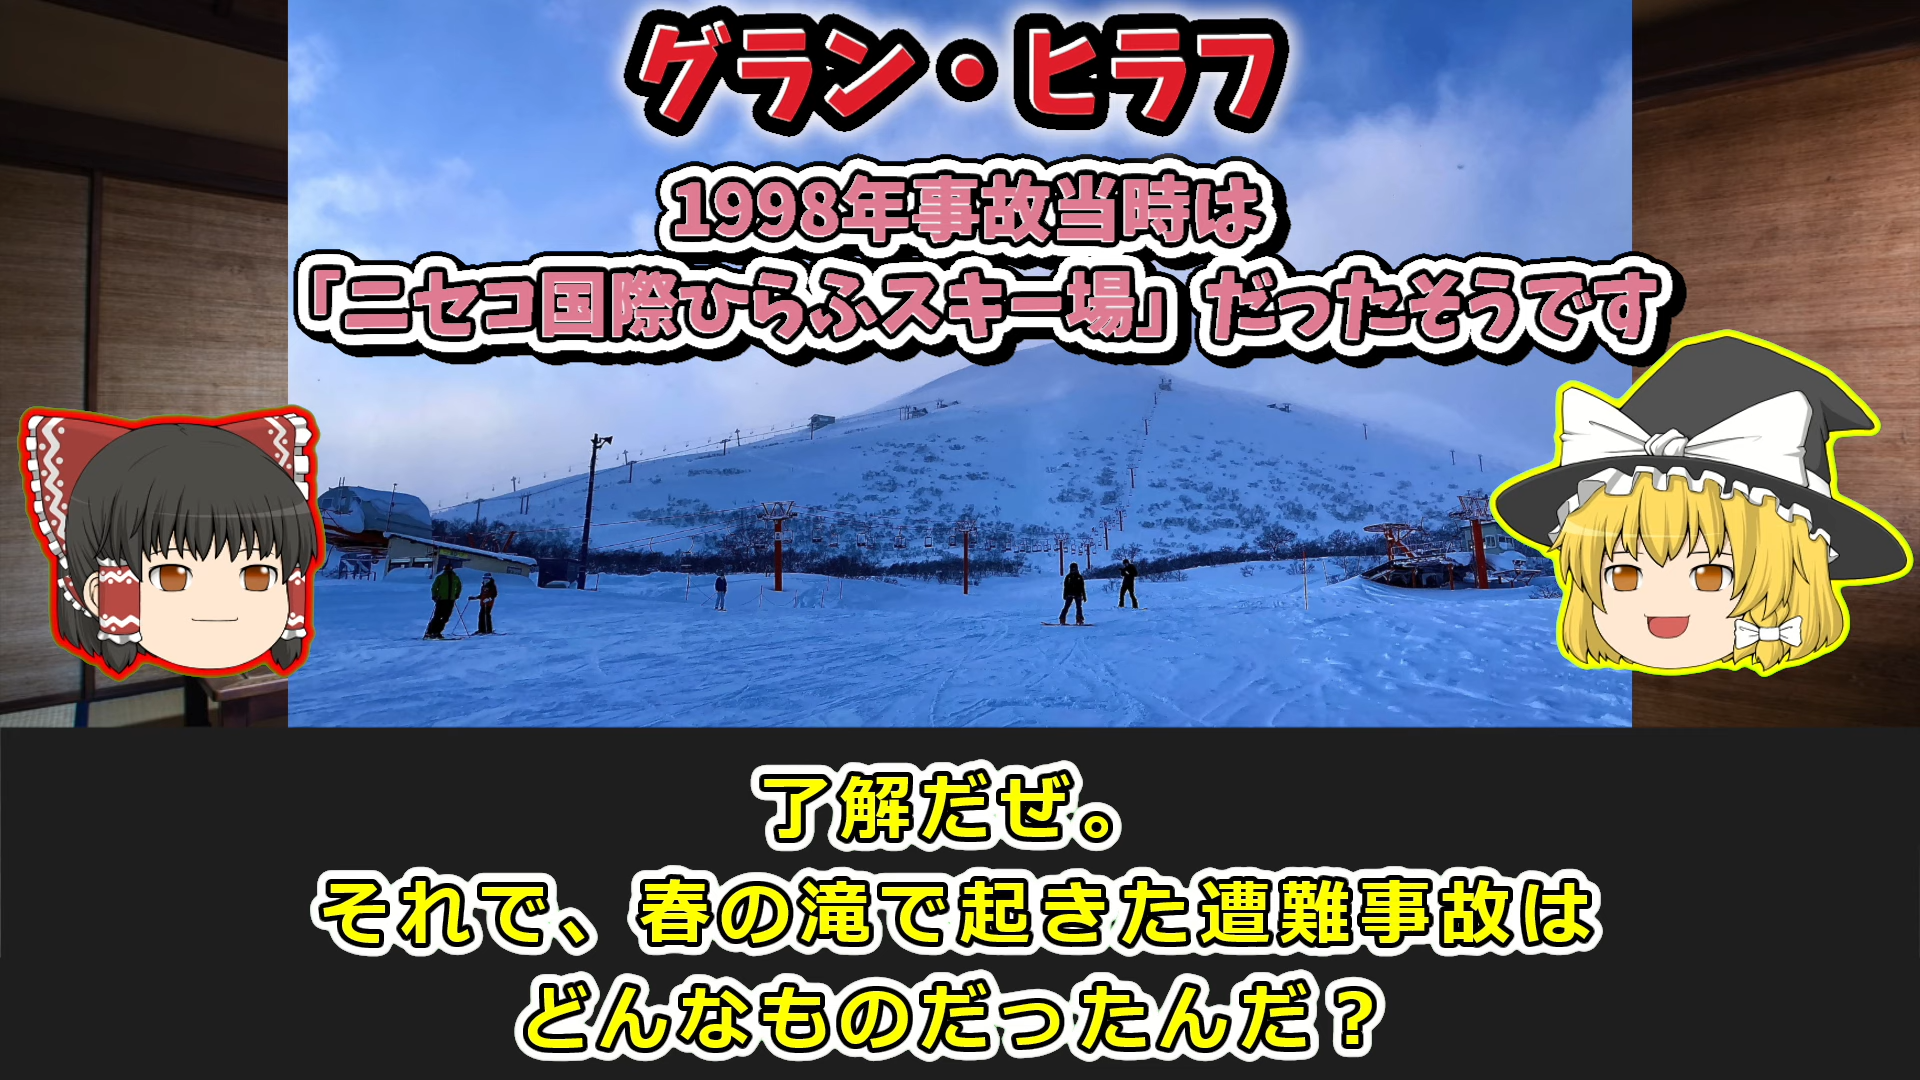 グラン・ヒラフ
1998年事故当時は
「ニセコ国際ひらふスキー場」だったそうです
了解だぜ。
それで、春の滝で起きた遭難事故は
どんなものだったんだ？